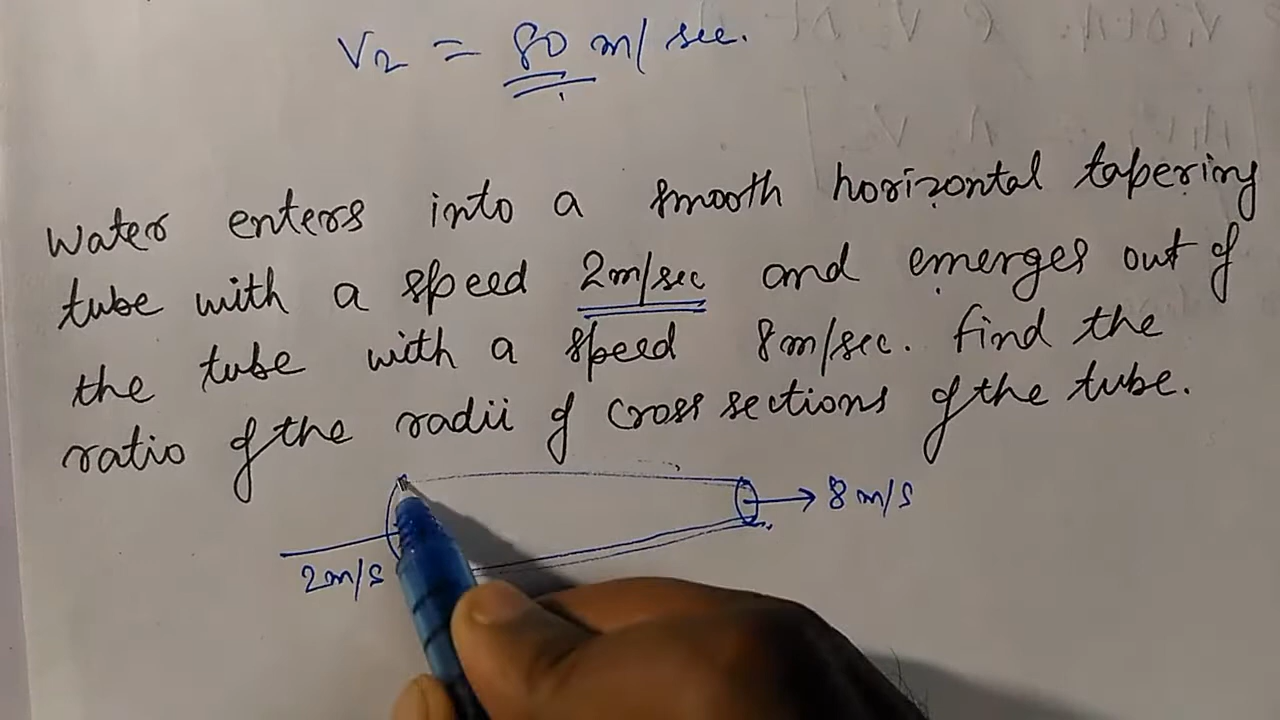 V2 = 80 m/sec.
Water enters into a smooth horizontal tapering
tube with a speed 2m/sec and emerges out of
the tube with a speed 8m/sec. find the
ratio of the radii of cross sections of the tube.
8 m/s
2m/s